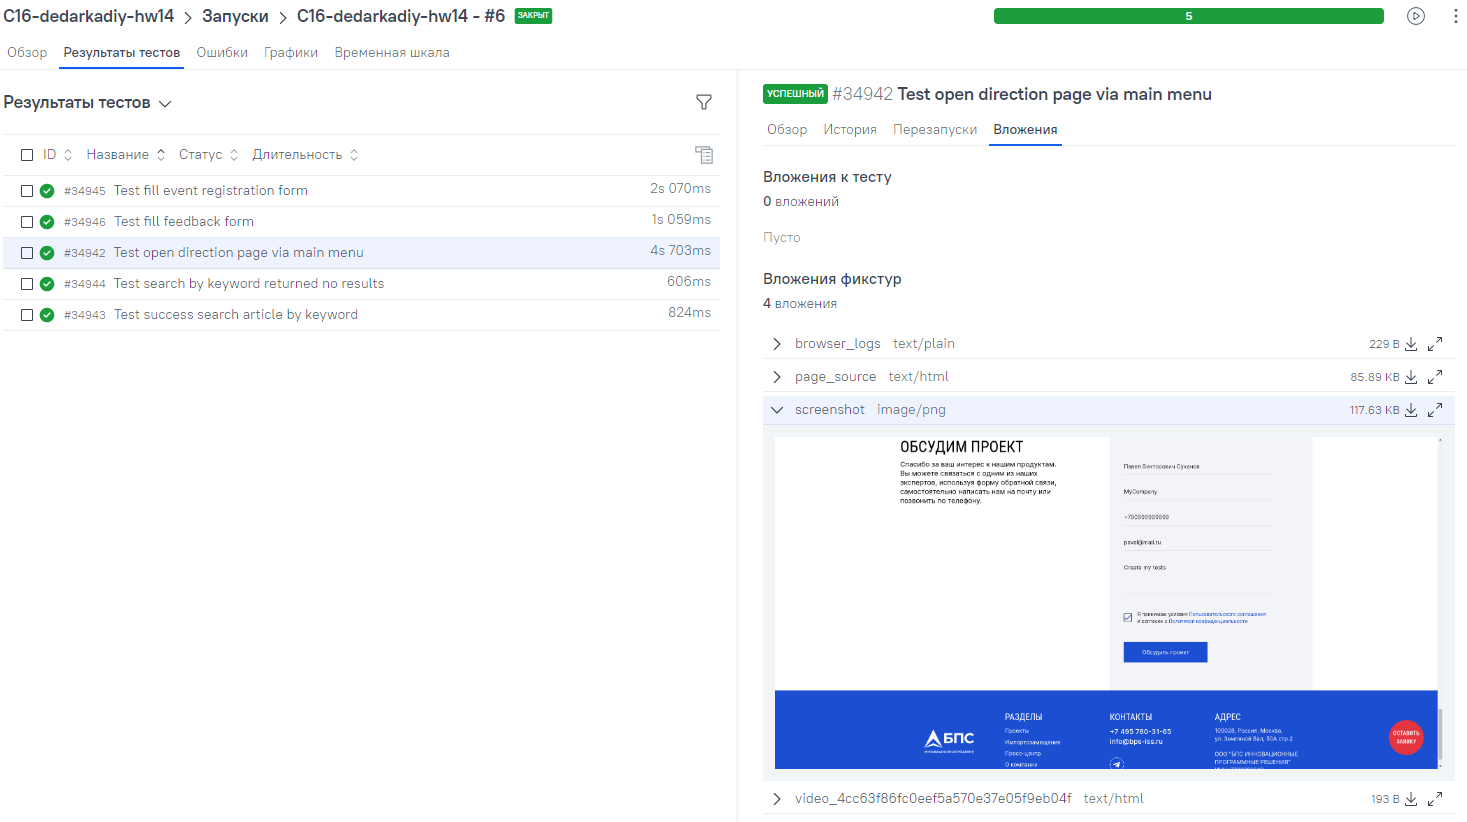 C16-dedarkadiy-hw14 > Запуски > C16-dedarkadiy-hw14 - #6 ЗАКРЫТ
5
Обзор Результаты тестов Ошибки Графики Временная шкала
Результаты тестов
ID Название Статус Длительность
#34945 Test fill event registration form 2s 070ms
#34946 Test fill feedback form 1s 059ms
#34942 Test open direction page via main menu 4s 703ms
#34944 Test search by keyword returned no results 606ms
#34943 Test success search article by keyword 824ms
УСПЕШНЫЙ #34942 Test open direction page via main menu
Обзор История Перезапуски Вложения
Вложения к тесту
0 вложений
Пусто
Вложения фикстур
4 вложения
browser_logs text/plain 229 B
page_source text/html 85.89 KB
screenshot image/png 117.63 KB
ОБСУДИМ ПРОЕКТ
Спасибо за ваш интерес к нашим продуктам.
Вы можете связаться с одним из наших
экспертов, используя форму обратной связи,
самостоятельно написать нам на почту или
позвонить по телефону.
Павел Викторович Суханов
MyCompany
pavel@mail.ru
Create my tests
Я принимаю условия Пользовательского соглашения
и согласен с Политикой конфиденциальности
Обсудить проект
БПС
РАЗДЕЛЫ
Проекты
Импортозамещение
Пресс-центр
О компании
КОНТАКТЫ
+7 495 780-31-65
info@bps-iss.ru
АДРЕС
109028, Россия, Москва,
ул. Земляной Вал, 50А стр.2
ООО "БПС ИННОВАЦИОННЫЕ
ПРОГРАММНЫЕ РЕШЕНИЯ"
ОСТАВИТЬ
ЗАЯВКУ
video_4cc63f86fc0eef5a570e37e05f9eb04f text/html 193 B